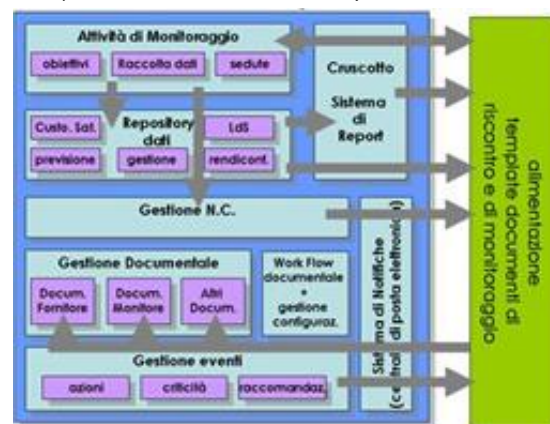 Attività di Monitoraggio
obiettivi
Raccolta dati
sedute
Cruscotto
Sistema
di
Report
Custo. Sat.
Repository
dati
LdS
previsione
gestione
rendicont.
Gestione N.C.
Gestione Documentale
Docum.
Fornitore
Docum.
Monitore
Altri
Docum.
Work Flow
documentale
+
gestione
configuraz.
Sistema di Notifiche
di posta elettronica)
Gestione eventi
azioni
criticità
raccomandaz.
alimentazione
template documenti di
riscontro e di monitoraggio